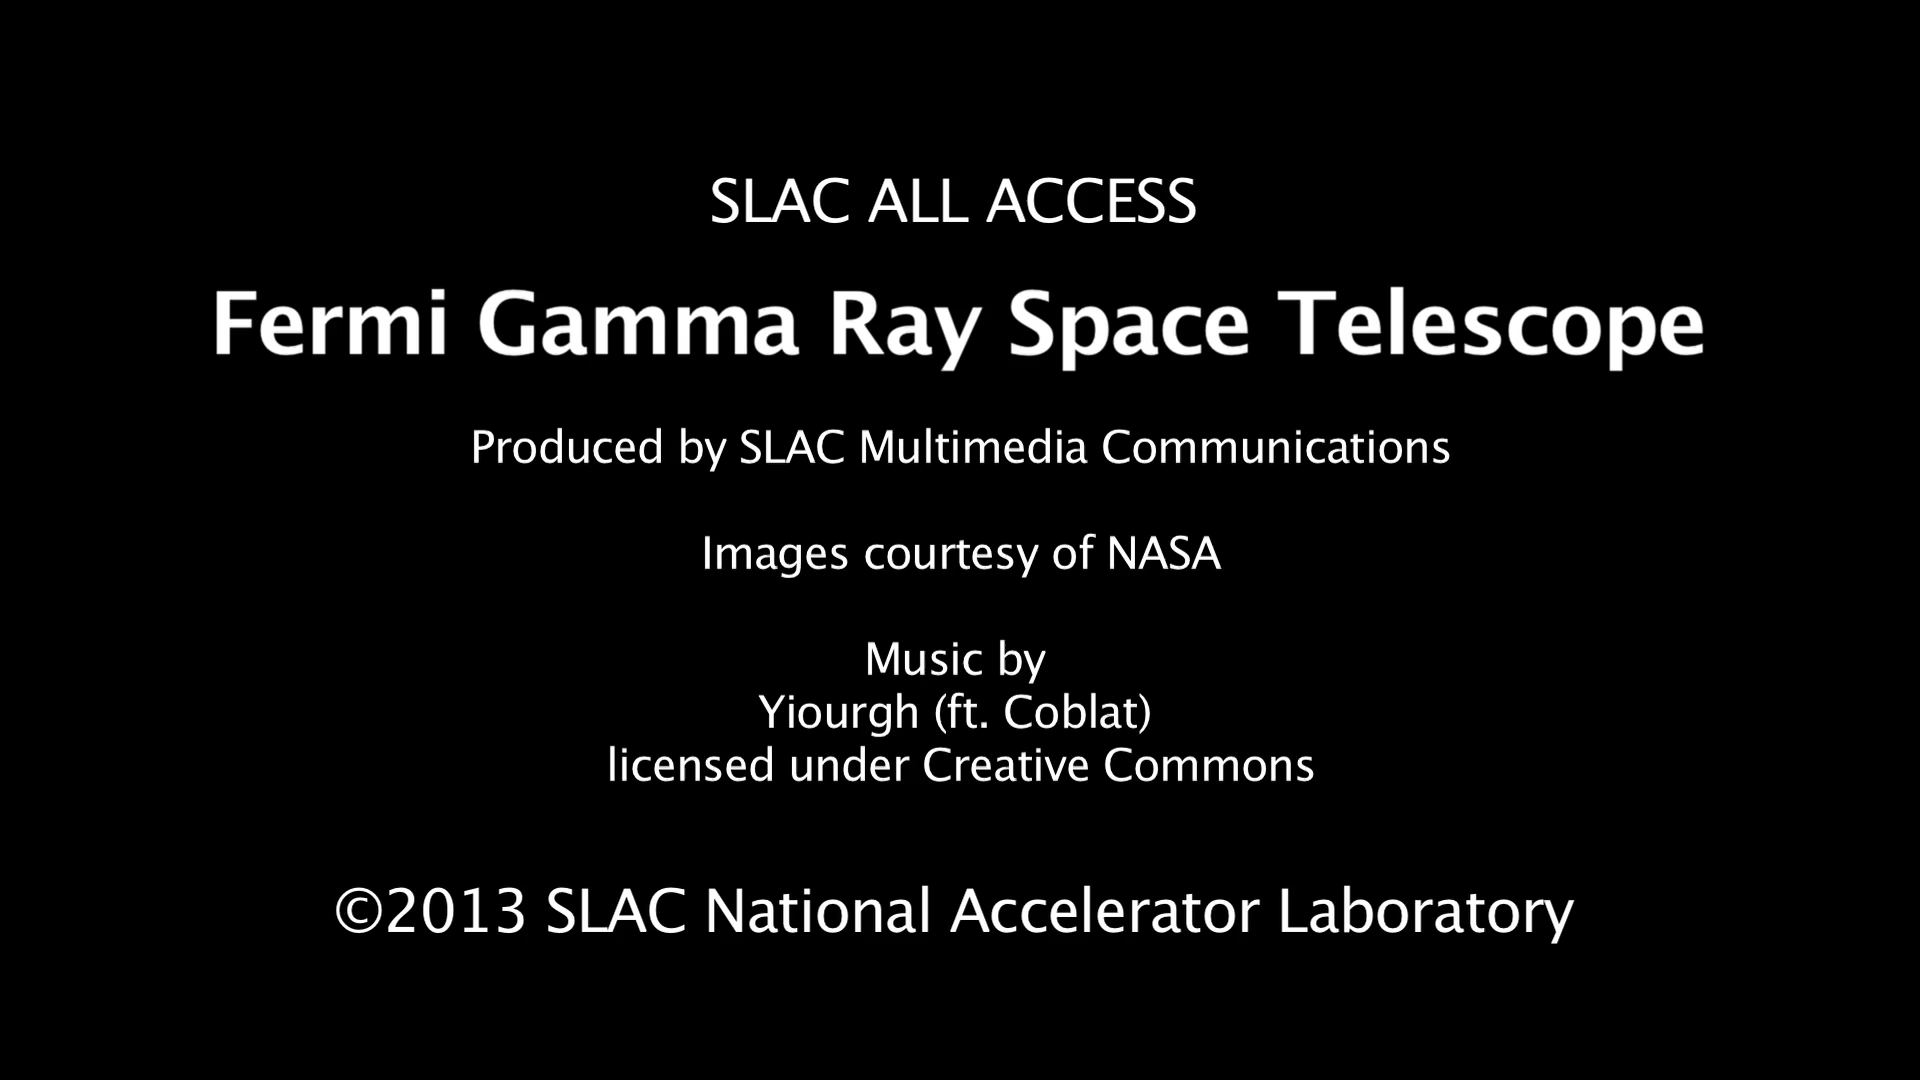 SLAC ALL ACCESS
Fermi Gamma Ray Space Telescope
Produced by SLAC Multimedia Communications
Images courtesy of NASA
Music by
Yiourgh (ft. Coblat)
licensed under Creative Commons
©2013 SLAC National Accelerator Laboratory